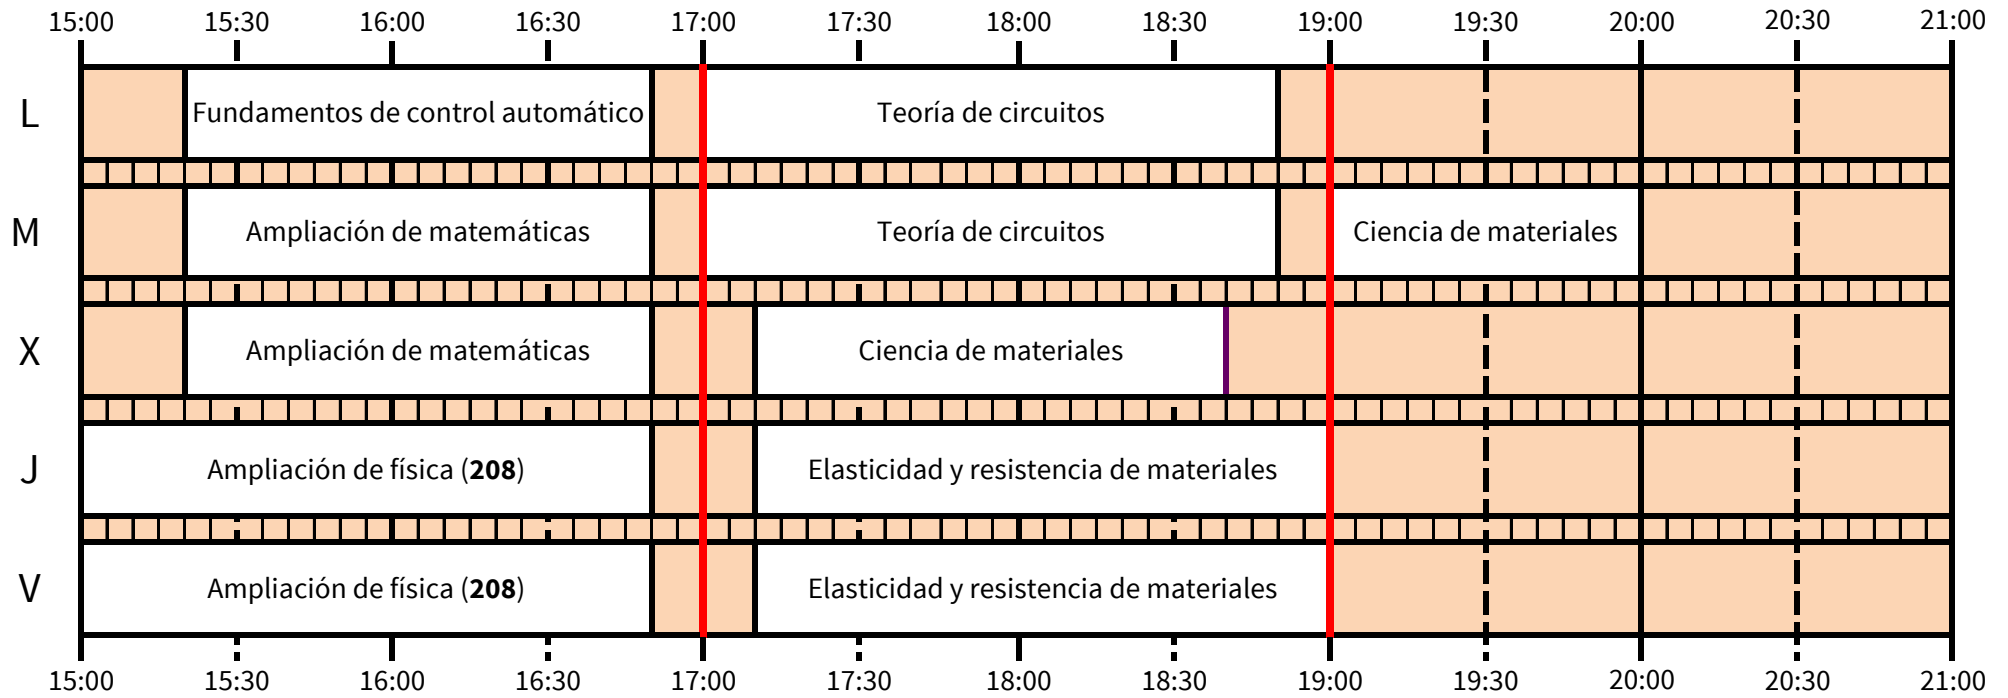 15:00 15:30 16:00 16:30 17:00 17:30 18:00 18:30 19:00 19:30 20:00 20:30 21:00
L Fundamentos de control automático Teoría de circuitos
M Ampliación de matemáticas Teoría de circuitos Ciencia de materiales
X Ampliación de matemáticas Ciencia de materiales
J Ampliación de física (208) Elasticidad y resistencia de materiales
V Ampliación de física (208) Elasticidad y resistencia de materiales
15:00 15:30 16:00 16:30 17:00 17:30 18:00 18:30 19:00 19:30 20:00 20:30 21:00